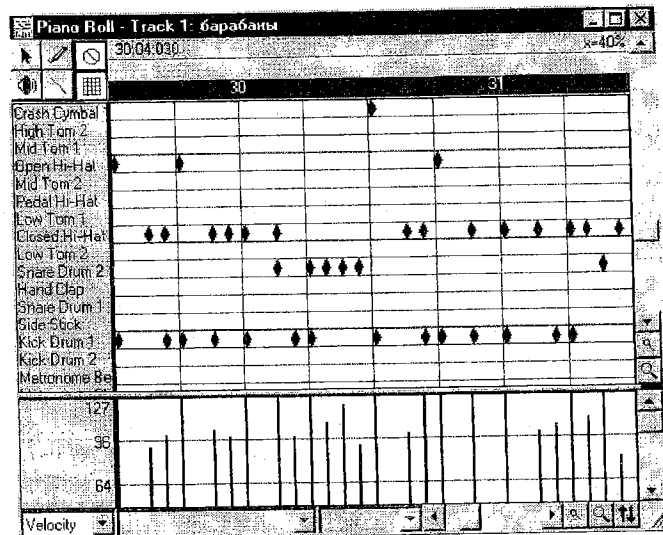 Piano Roll - Track 1: барабаны
30:04:030
x=40%
30 31
Crash Cymbal 1
High Tom 2
Mid Tom 1
Open Hi-Hat
Mid Tom 2
Pedal Hi-Hat
Low Tom 1
Closed Hi-Hat
Low Tom 2
Snare Drum 2
Hand Clap
Snare Drum 1
Side Stick
Kick Drum 1
Kick Drum 2
Metronome Be
127
96
64
Velocity